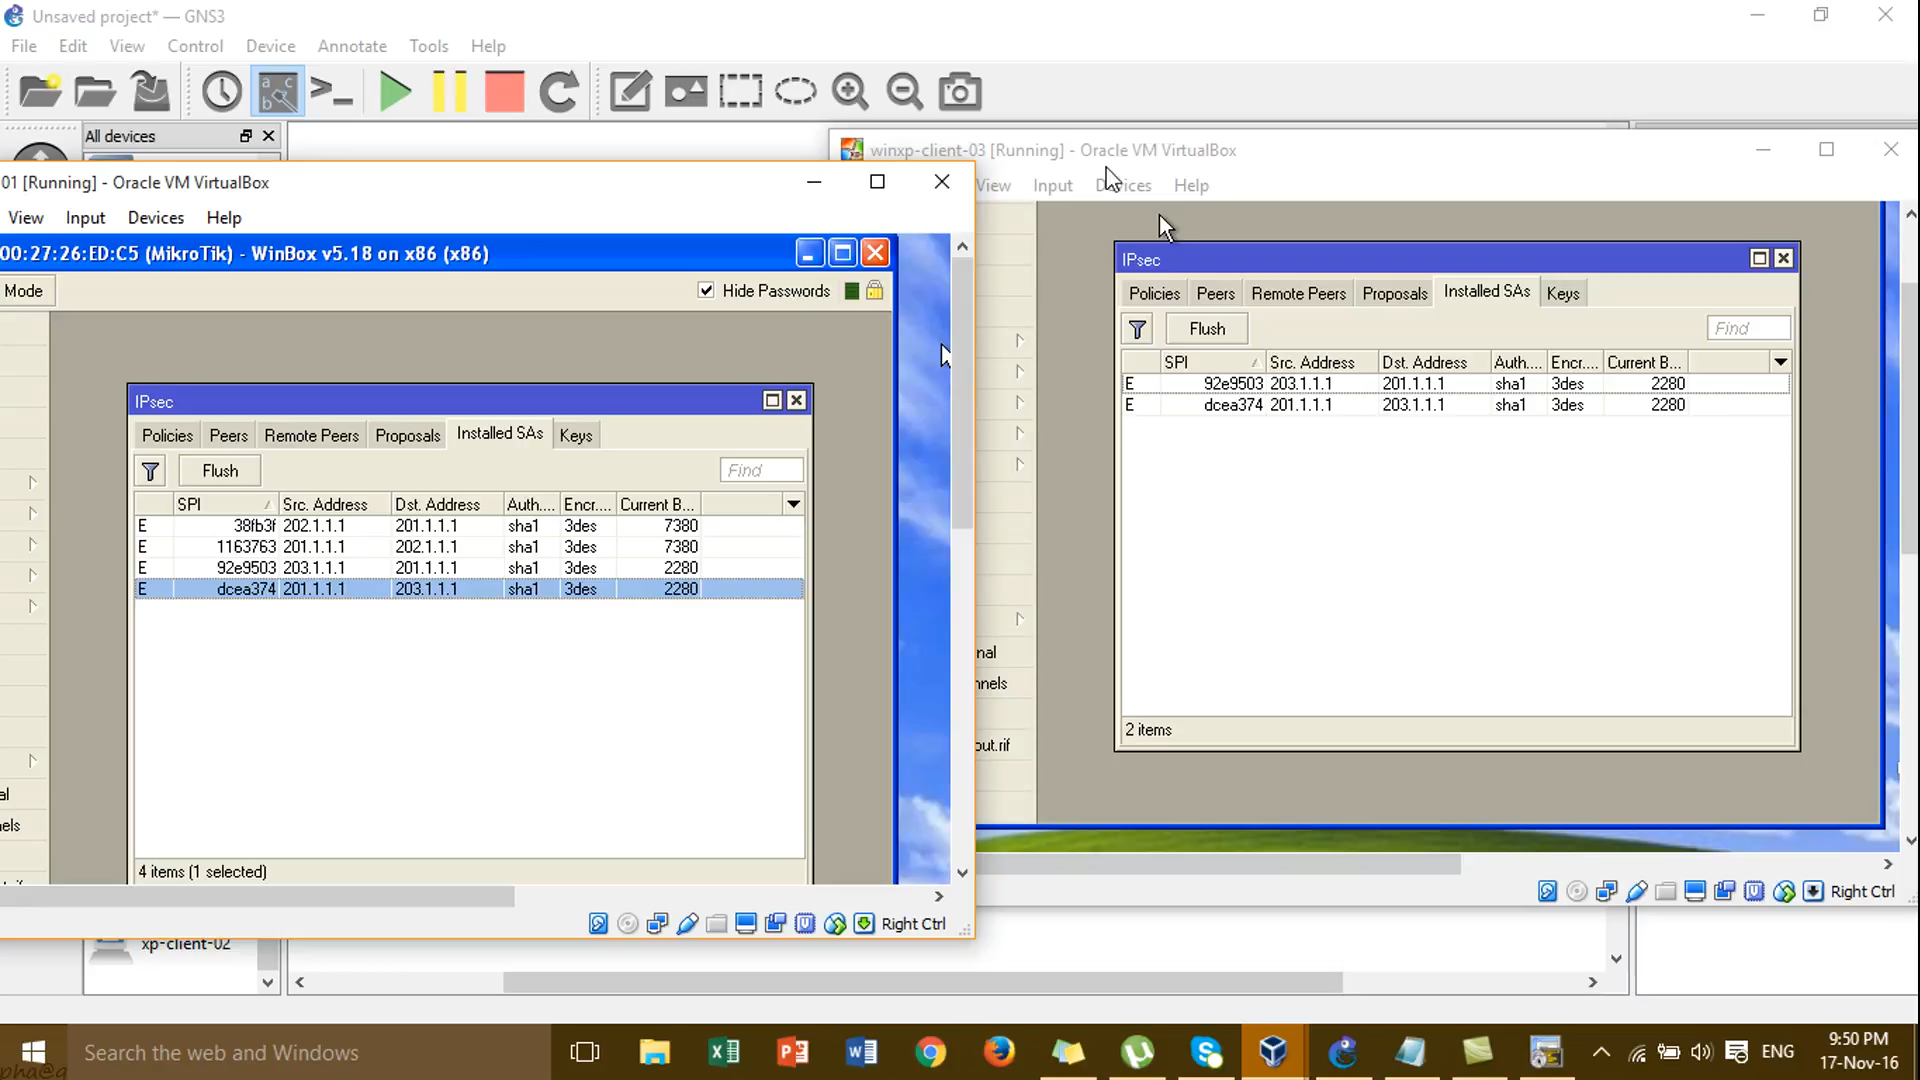 Unsaved project* — GNS3
File Edit View Control Device Annotate Tools Help
All devices
winxp-client-03 [Running] - Oracle VM VirtualBox
View Input Devices Help
01 [Running] - Oracle VM VirtualBox
View Input Devices Help
00:27:26:ED:C5 (MikroTik) - WinBox v5.18 on x86 (x86)
Mode Hide Passwords
IPsec
Policies Peers Remote Peers Proposals Installed SAs Keys
Flush Find
SPI Src. Address Dst. Address Auth.... Encr.... Current B...
E 38fb3f 202.1.1.1 201.1.1.1 sha1 3des 7380
E 1163763 201.1.1.1 202.1.1.1 sha1 3des 7380
E 92e9503 203.1.1.1 201.1.1.1 sha1 3des 2280
E dcea374 201.1.1.1 203.1.1.1 sha1 3des 2280
al
els
4 items (1 selected)
Right Ctrl
IPsec
Policies Peers Remote Peers Proposals Installed SAs Keys
Flush Find
SPI Src. Address Dst. Address Auth.... Encr.... Current B...
E 92e9503 203.1.1.1 201.1.1.1 sha1 3des 2280
E dcea374 201.1.1.1 203.1.1.1 sha1 3des 2280
nal
nnels
out.rif
2 items
Right Ctrl
xp-client-02
Search the web and Windows
ENG
9:50 PM
17-Nov-16